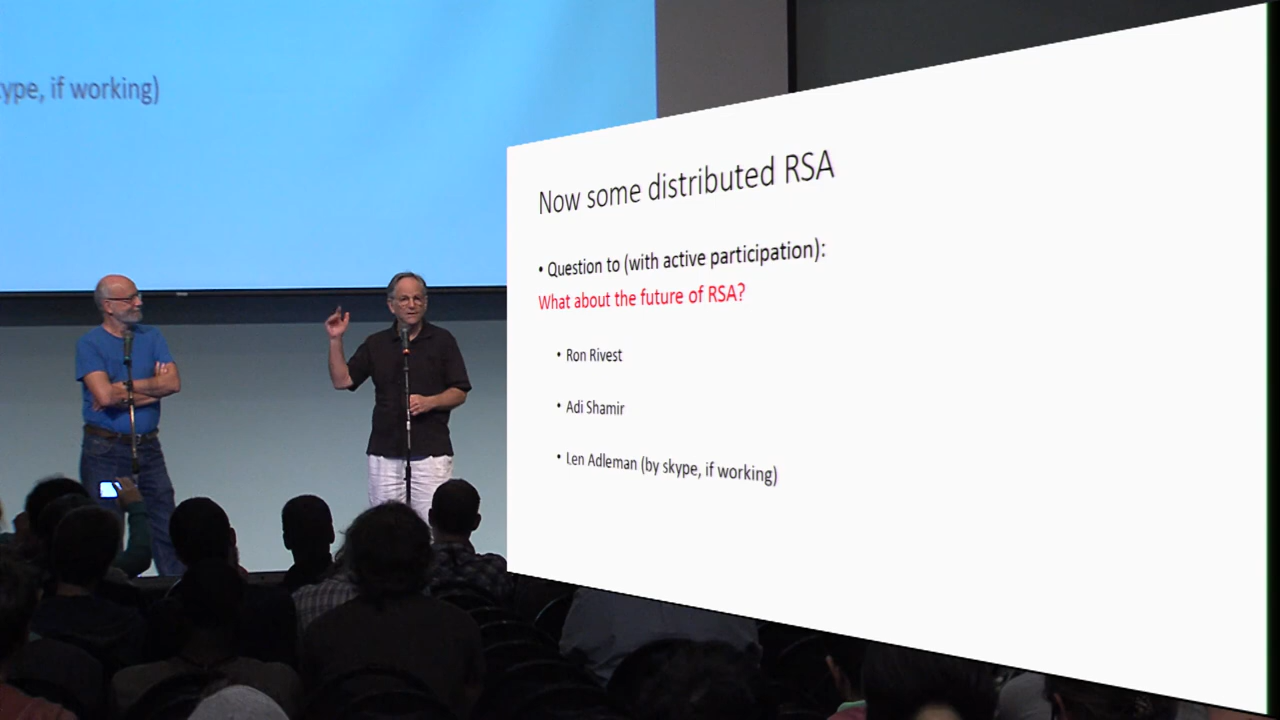 ype, if working)
Now some distributed RSA
• Question to (with active participation):
What about the future of RSA?
• Ron Rivest
• Adi Shamir
• Len Adleman (by skype, if working)